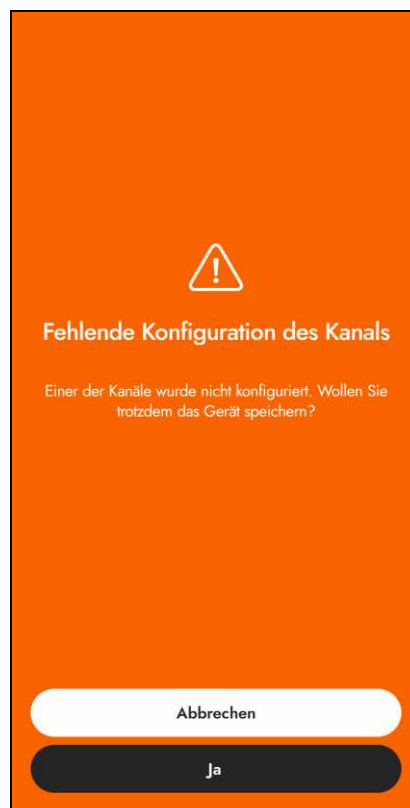 Fehlende Konfiguration des Kanals
Einer der Kanäle wurde nicht konfiguriert. Wollen Sie
trotzdem das Gerät speichern?
Abbrechen
Ja